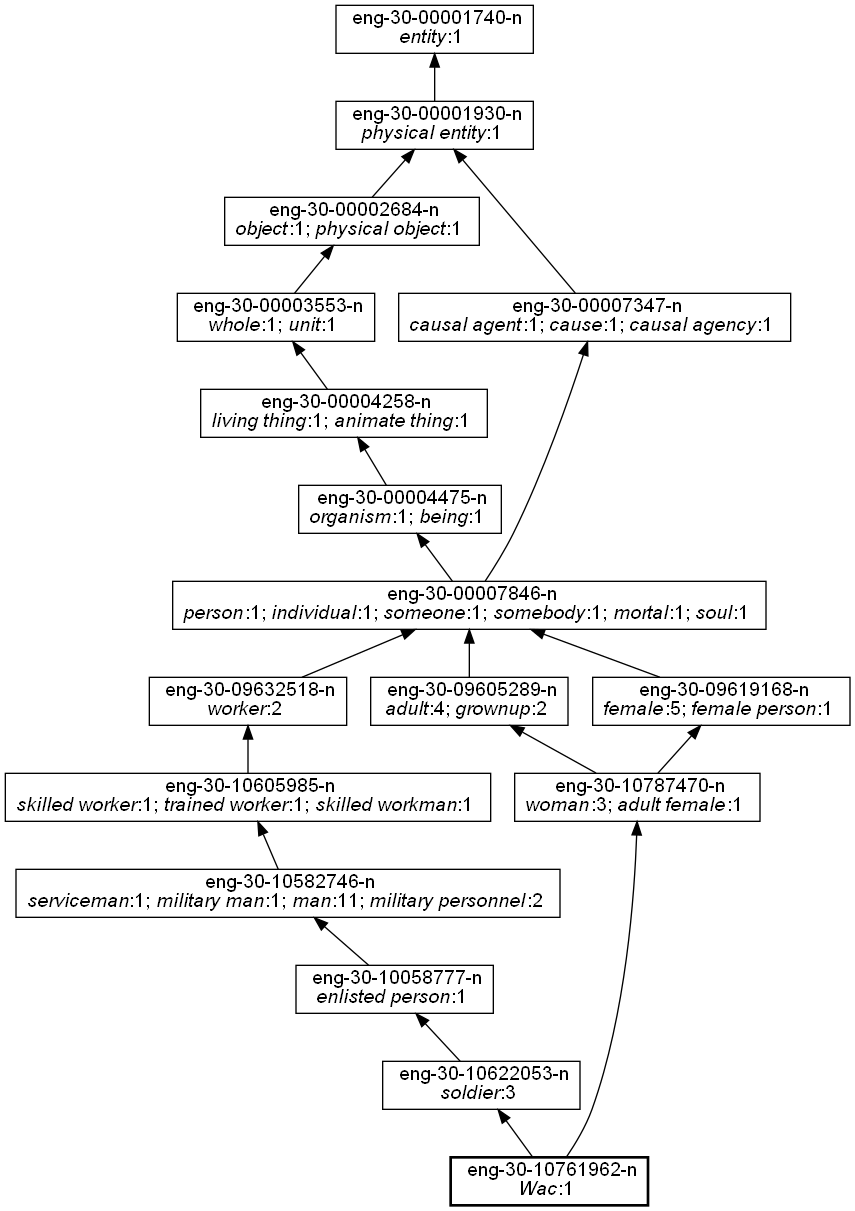 eng-30-00001740-n
entity:1
eng-30-00001930-n
physical entity:1
eng-30-00002684-n
object:1; physical object:1
eng-30-00003553-n
whole:1; unit:1
eng-30-00007347-n
causal agent:1; cause:1; causal agency:1
eng-30-00004258-n
living thing:1; animate thing:1
eng-30-00004475-n
organism:1; being:1
eng-30-00007846-n
person:1; individual:1; someone:1; somebody:1; mortal:1; soul:1
eng-30-09632518-n
worker:2
eng-30-09605289-n
adult:4; grownup:2
eng-30-09619168-n
female:5; female person:1
eng-30-10605985-n
skilled worker:1; trained worker:1; skilled workman:1
eng-30-10787470-n
woman:3; adult female:1
eng-30-10582746-n
serviceman:1; military man:1; man:11; military personnel:2
eng-30-10058777-n
enlisted person:1
eng-30-10622053-n
soldier:3
eng-30-10761962-n
Wac:1